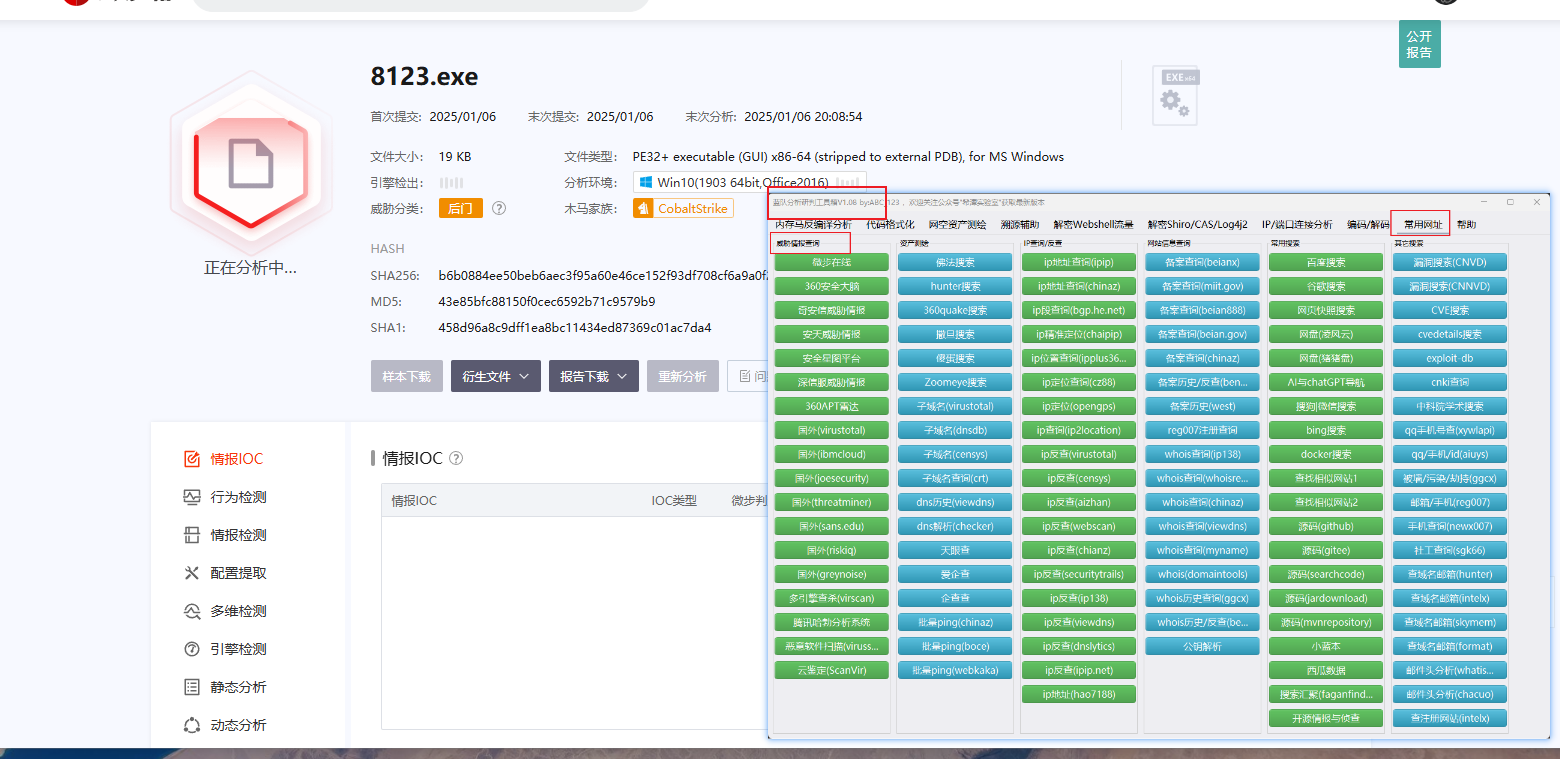 公开
报告
8123.exe
EXE x64
首次提交: 2025/01/06 末次提交: 2025/01/06 末次分析: 2025/01/06 20:08:54
文件大小: 19 KB 文件类型: PE32+ executable (GUI) x86-64 (stripped to external PDB), for MS Windows
引擎检出: 分析环境: Win10(1903 64bit,Office2016)
威胁分类: 后门 木马家族: CobaltStrike
HASH
正在分析中...
SHA256: b6b0884ee50beb6aec3f95a60e46ce152f93df708cf6a9a0f
MD5: 43e85bfc88150f0cec6592b71c9579b9
SHA1: 458d96a8c9dff1ea8bc11434ed87369c01ac7da4
样本下载 衍生文件 报告下载 重新分析 问
情报IOC
行为检测
情报检测
配置提取
多维检测
引擎检测
静态分析
动态分析
情报IOC
情报IOC IOC类型 微步判
蓝队分析研判工具箱V1.08 by:ABC_123 ，欢迎关注公众号"希潭实验室"获取最新版本
内存马反编译分析 代码格式化 网空资产测绘 溯源辅助 解密Webshell流量 解密Shiro/CAS/Log4j2 IP/端口连接分析 编码/解码 常用网址 帮助
威胁情报查询
微步在线
360安全大脑
奇安信威胁情报
安天威胁情报
安全星图平台
深信服威胁情报
360APT雷达
国外(virustotal)
国外(ibmcloud)
国外(joesecurity)
国外(threatminer)
国外(sans.edu)
国外(riskiq)
国外(greynoise)
多引擎查杀(virscan)
腾讯哈勃分析系统
恶意软件扫描(viruss...
云鉴定(ScanVir)
资产测绘
佛法搜索
hunter搜索
360quake搜索
撒旦搜索
傻蛋搜索
Zoomeye搜索
子域名(virustotal)
子域名(dnsdb)
子域名(censys)
子域名查询(crt)
dns历史(viewdns)
dns解析(checker)
天眼查
爱企查
企查查
批量ping(chinaz)
批量ping(boce)
批量ping(webkaka)
IP查询/反查
ip地址查询(ipip)
ip地址查询(chinaz)
ip段查询(bgp.he.net)
ip精准定位(chaipip)
ip位置查询(ipplus36...
ip定位查询(cz88)
ip定位(opengps)
ip查询(ip2location)
ip反查(virustotal)
ip反查(censys)
ip反查(aizhan)
ip反查(webscan)
ip反查(chianz)
ip反查(securitytrails)
ip反查(ip138)
ip反查(viewdns)
ip反查(dnslytics)
ip反查(ipip.net)
ip地址(hao7188)
网站信息查询
备案查询(beianx)
备案查询(miit.gov)
备案查询(beian888)
备案查询(beian.gov)
备案查询(chinaz)
备案历史/反查(ben...
备案历史(west)
reg007注册查询
whois查询(ip138)
whois查询(whoisre...
whois查询(chinaz)
whois查询(viewdns)
whois查询(myname)
whois(domaintools)
whois历史查询(ggcx)
whois历史/反查(be...
公钥解析
常用搜索
百度搜索
谷歌搜索
网页快照搜索
网盘(凌风云)
网盘(猪猪盘)
AI与chatGPT导航
搜狗|微信搜索
bing搜索
docker搜索
查找相似网站1
查找相似网站2
源码(github)
源码(gitee)
源码(searchcode)
源码(jardownload)
源码(mvnrepository)
小蓝本
西瓜数据
搜索汇聚(faganfind...
开源情报与侦查
其它搜索
漏洞搜索(CNVD)
漏洞搜索(CNNVD)
CVE搜索
cvedetails搜索
exploit-db
cnki查询
中科院学术搜索
qq手机号查(xywlapi)
qq/手机/id(aiuys)
被墙/污染/劫持(ggcx)
邮箱/手机(reg007)
手机查询(newx007)
社工查询(sgk66)
查域名邮箱(hunter)
查域名邮箱(intelx)
查域名邮箱(skymem)
查域名邮箱(format)
邮件头分析(whatis...
邮件头分析(chacuo)
查注册网站(intelx)